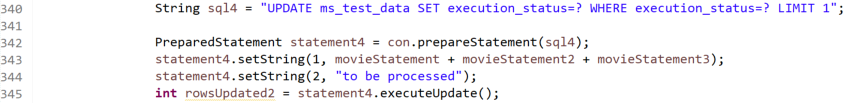 340 String sql4 = "UPDATE ms_test_data SET execution_status=? WHERE execution_status=? LIMIT 1";
341
342 PreparedStatement statement4 = con.prepareStatement(sql4);
343 statement4.setString(1, movieStatement + movieStatement2 + movieStatement3);
344 statement4.setString(2, "to be processed");
345 int rowsUpdated2 = statement4.executeUpdate();